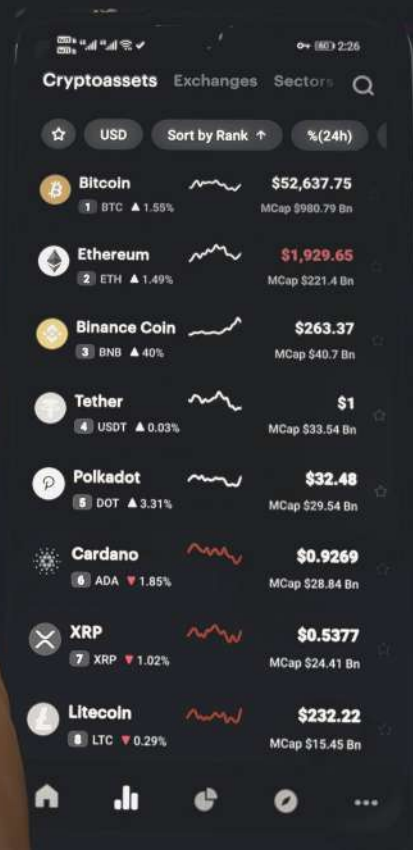 2:26
Cryptoassets Exchanges Sectors
USD Sort by Rank ↑ %(24h)
Bitcoin $52,637.75
1 BTC ▲ 1.55% MCap $980.79 Bn
Ethereum $1,929.65
2 ETH ▲ 1.49% MCap $221.4 Bn
Binance Coin $263.37
3 BNB ▲ 40% MCap $40.7 Bn
Tether $1
4 USDT ▲ 0.03% MCap $33.54 Bn
Polkadot $32.48
5 DOT ▲ 3.31% MCap $29.54 Bn
Cardano $0.9269
6 ADA ▼ 1.85% MCap $28.84 Bn
XRP $0.5377
7 XRP ▼ 1.02% MCap $24.41 Bn
Litecoin $232.22
8 LTC ▼ 0.29% MCap $15.45 Bn